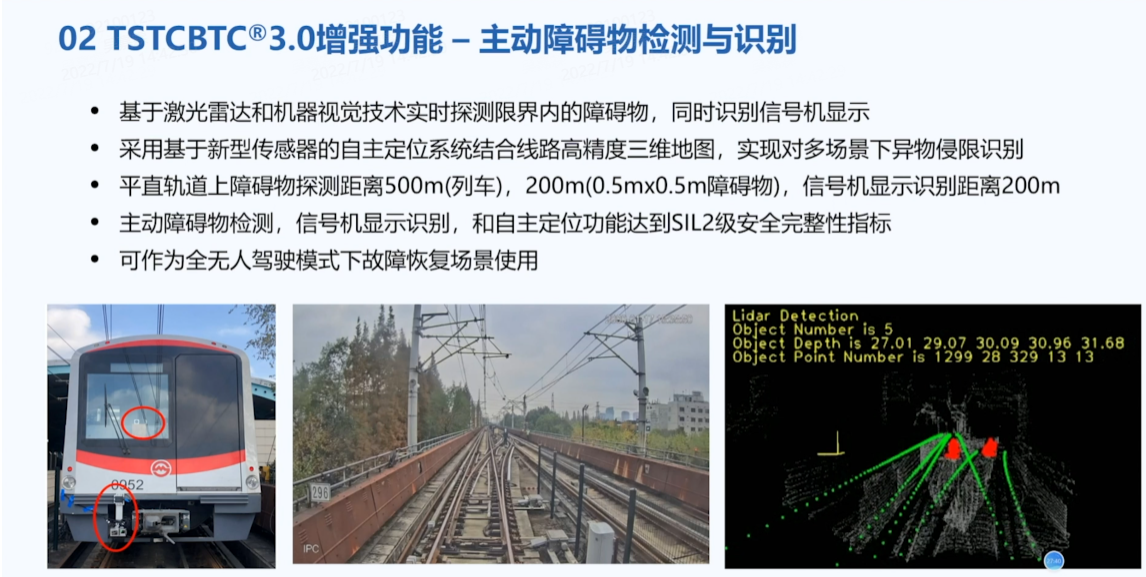 02 TSTCBTC®3.0增强功能 – 主动障碍物检测与识别
• 基于激光雷达和机器视觉技术实时探测限界内的障碍物，同时识别信号机显示
• 采用基于新型传感器的自主定位系统结合线路高精度三维地图，实现对多场景下异物侵限识别
• 平直轨道上障碍物探测距离500m(列车)，200m(0.5mx0.5m障碍物)，信号机显示识别距离200m
• 主动障碍物检测，信号机显示识别，和自主定位功能达到SIL2级安全完整性指标
• 可作为全无人驾驶模式下故障恢复场景使用
0952
298
IPC
Lidar Detection
Object Number is 5
Object Depth is 27.01 29.07 30.09 30.96 31.68
Object Point Number is 1299 28 329 13 13